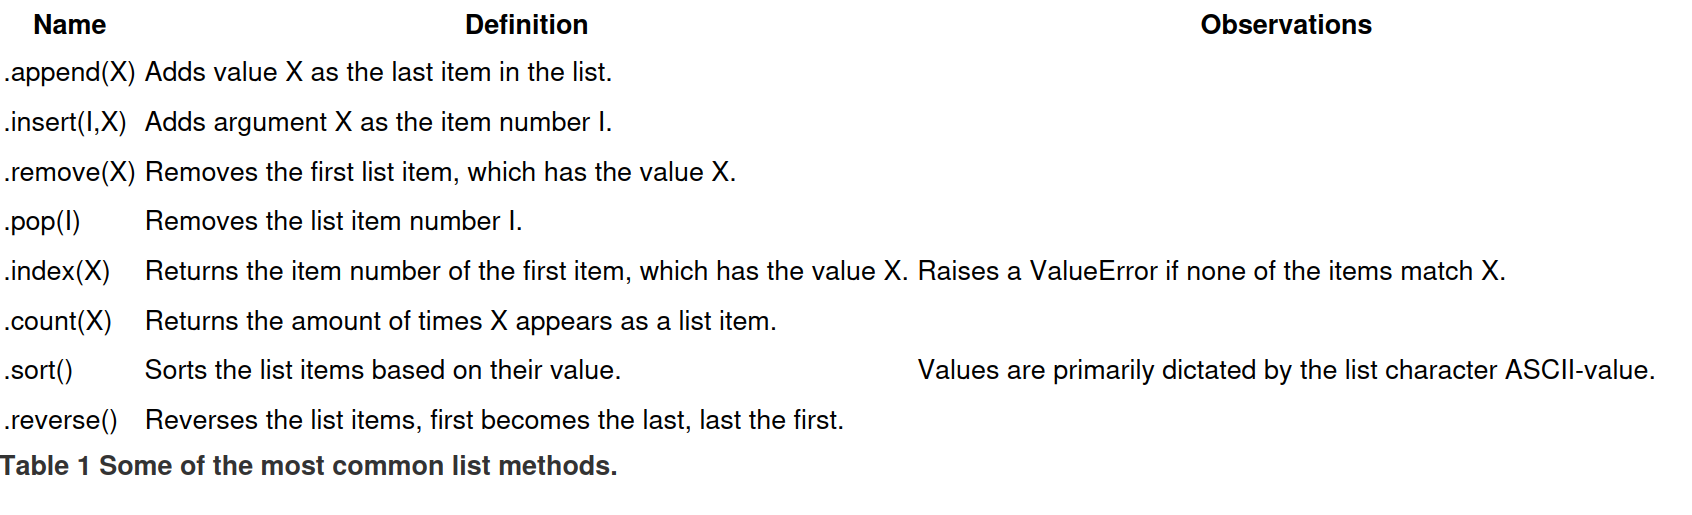 Name Definition Observations
.append(X) Adds value X as the last item in the list.
.insert(I,X) Adds argument X as the item number I.
.remove(X) Removes the first list item, which has the value X.
.pop(I) Removes the list item number I.
.index(X) Returns the item number of the first item, which has the value X. Raises a ValueError if none of the items match X.
.count(X) Returns the amount of times X appears as a list item.
.sort() Sorts the list items based on their value. Values are primarily dictated by the list character ASCII-value.
.reverse() Reverses the list items, first becomes the last, last the first.
Table 1 Some of the most common list methods.